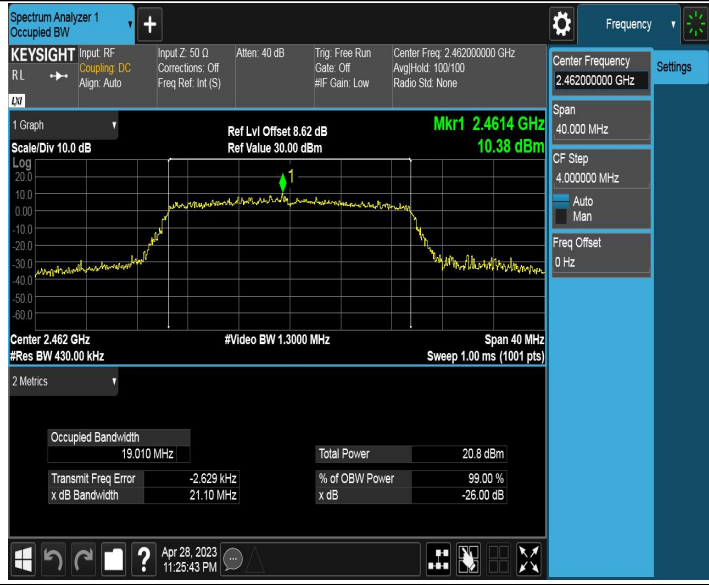 Spectrum Analyzer 1
Occupied BW
+
Frequency
KEYSIGHT
R L
LXI
Input: RF
Coupling: DC
Align: Auto
Input Z: 50 Ω
Corrections: Off
Freq Ref: Int (S)
Atten: 40 dB
Trig: Free Run
Gate: Off
#IF Gain: Low
Center Freq: 2.462000000 GHz
Avg|Hold: 100/100
Radio Std: None
Center Frequency
2.462000000 GHz
Settings
Span
40.000 MHz
CF Step
4.000000 MHz
Auto
Man
Freq Offset
0 Hz
1 Graph
Ref Lvl Offset 8.62 dB
Mkr1 2.4614 GHz
Scale/Div 10.0 dB
Ref Value 30.00 dBm
10.38 dBm
Log
20.0
10.0
0.00
-10.0
-20.0
-30.0
-40.0
-50.0
-60.0
1
Center 2.462 GHz
#Video BW 1.3000 MHz
Span 40 MHz
#Res BW 430.00 kHz
Sweep 1.00 ms (1001 pts)
2 Metrics
Occupied Bandwidth
19.010 MHz
Total Power 20.8 dBm
Transmit Freq Error -2.629 kHz
% of OBW Power 99.00 %
x dB Bandwidth 21.10 MHz
x dB -26.00 dB
?
Apr 28, 2023
11:25:43 PM